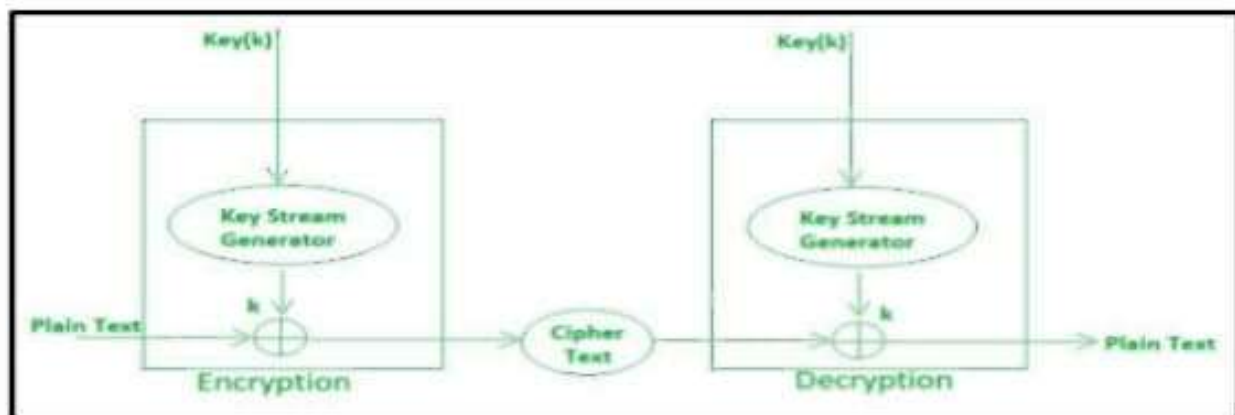 Key(k)
Key(k)
Key Stream
Generator
Key Stream
Generator
k
k
Plain Text
Cipher
Text
Plain Text
Encryption
Decryption